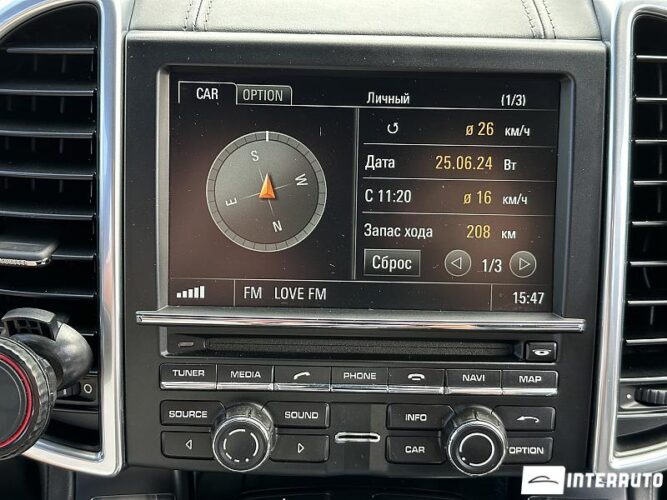 CAR OPTION Личный (1/3)
↺ ø 26 км/ч
Дата 25.06.24 Вт
С 11:20 ø 16 км/ч
Запас хода 208 км
Сброс 1/3
S
W
E
N
FM LOVE FM 15:47
TUNER MEDIA PHONE NAVI MAP
SOURCE SOUND INFO
CAR OPTION
INTERRAUTO